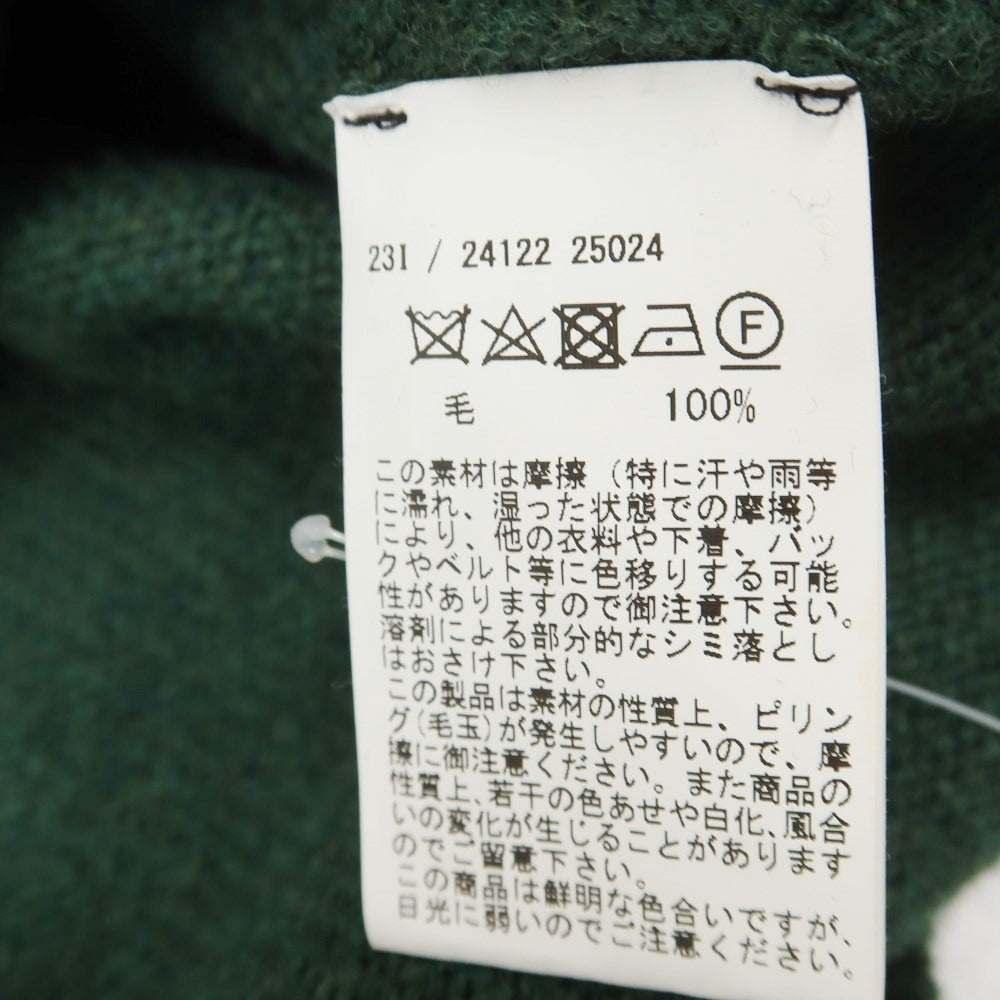 23I / 24122 25024
F
毛 100%
この素材は摩擦（特に汗や雨等
に濡れ、湿った状態での摩擦）
により、他の衣料や下着、バッ
クやベルト等に色移りする可能
性がありますので御注意下さい。
溶剤による部分的なシミ落とし
はおさけ下さい。
この製品は素材の性質上、ピリン
グ(毛玉)が発生しやすいので、摩
擦に御注意ください。また商品の
性質上、若干の色あせや白化、風合
いの変化が生じることがあります
のでご留意下さい。
この商品は鮮明な色合いですが、
日光に弱いのでご注意ください。